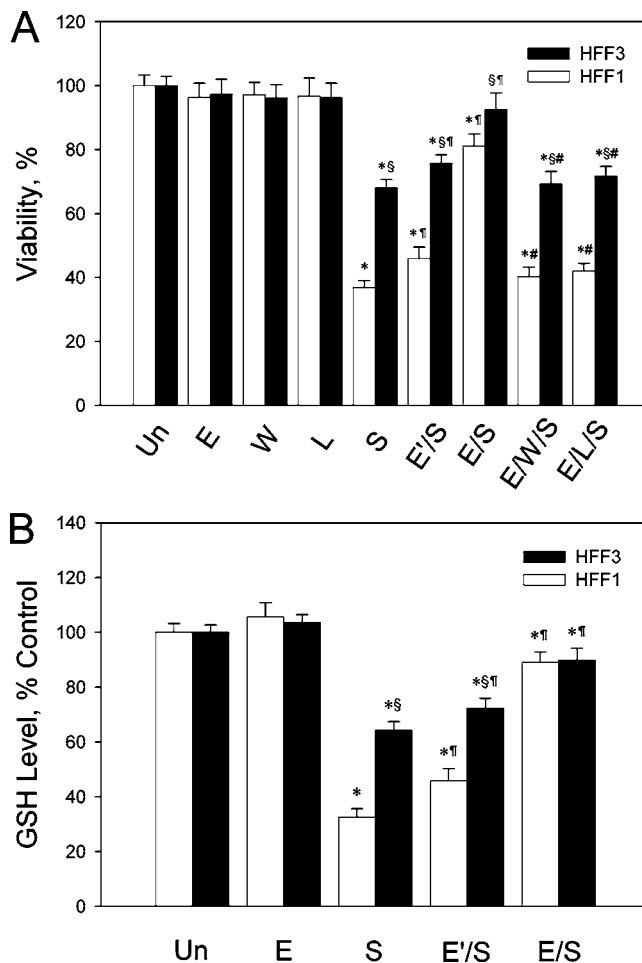 A
120
100
80
60
40
20
0
Viability, %
HFF3
HFF1
* *§ *¶ *§¶ *¶ §¶ *# *§# *# *§#
Un E W L S E'/S E/S E/W/S E/L/S
B
140
120
100
80
60
40
20
0
GSH Level, % Control
HFF3
HFF1
* *§ *¶ *§¶ *¶ *¶
Un E S E'/S E/S